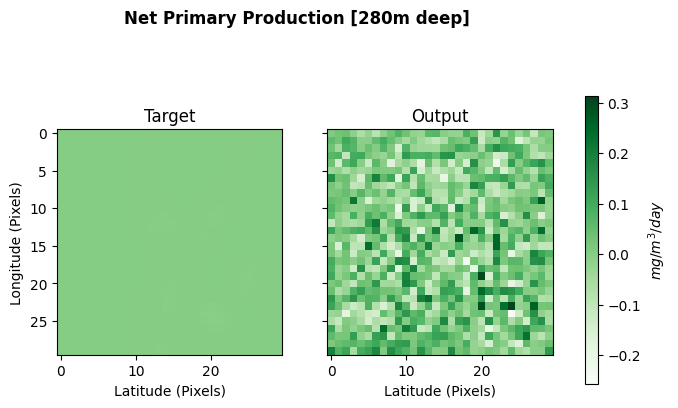 Net Primary Production [280m deep]
Target
Output
0
5
10
15
20
25
Longitude (Pixels)
0
10
20
Latitude (Pixels)
0
10
20
Latitude (Pixels)
0.3
0.2
0.1
0.0
−0.1
−0.2
mg/m³/day